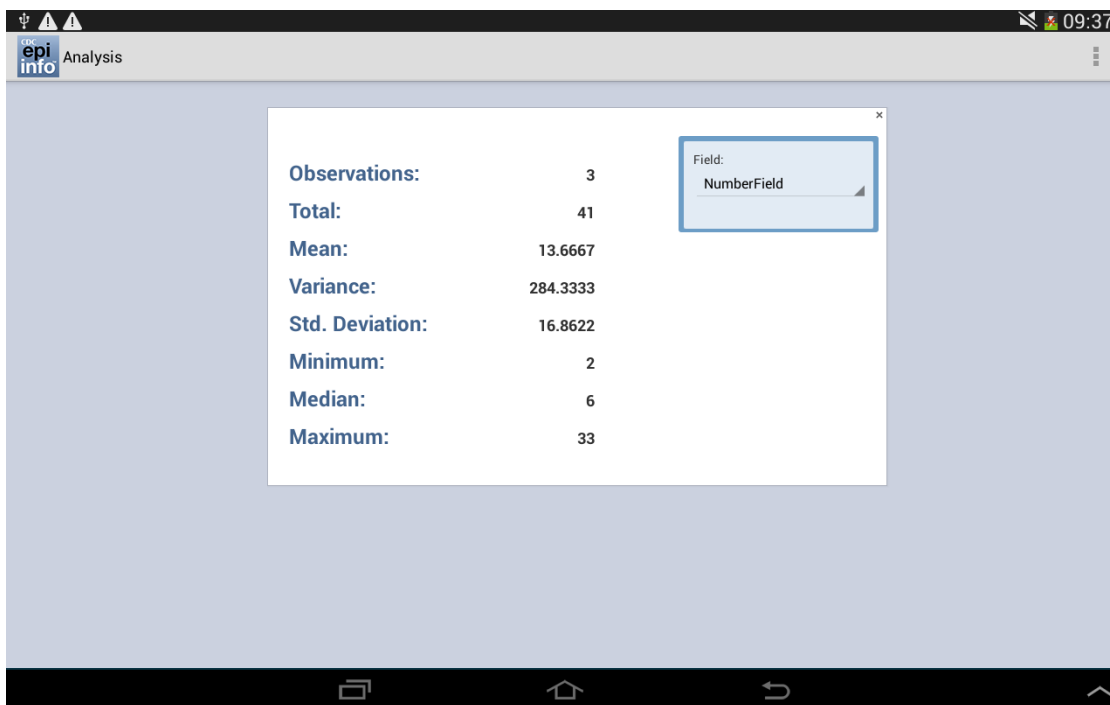 09:37
CDC
epi
info
Analysis
×
Observations: 3
Total: 41
Mean: 13.6667
Variance: 284.3333
Std. Deviation: 16.8622
Minimum: 2
Median: 6
Maximum: 33
Field:
NumberField